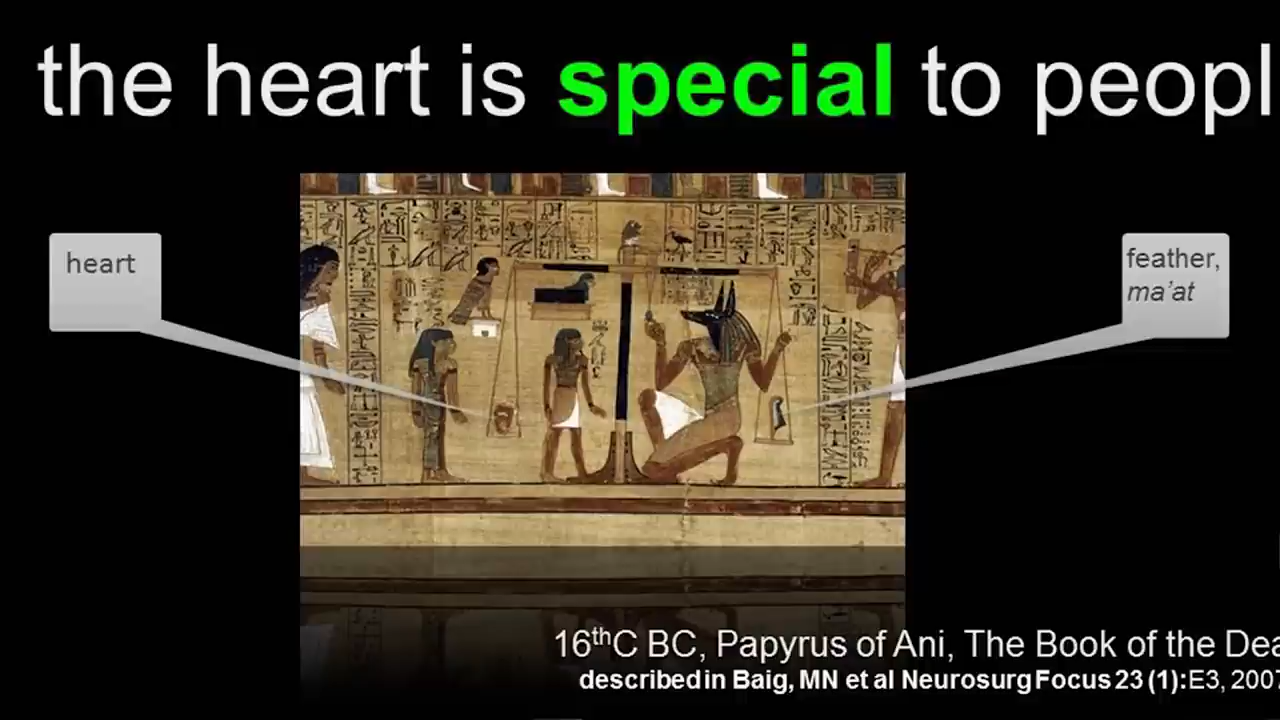 the heart is special to peopl
heart
feather,
ma'at
16thC BC, Papyrus of Ani, The Book of the Dea
described in Baig, MN et al Neurosurg Focus 23 (1):E3, 2007